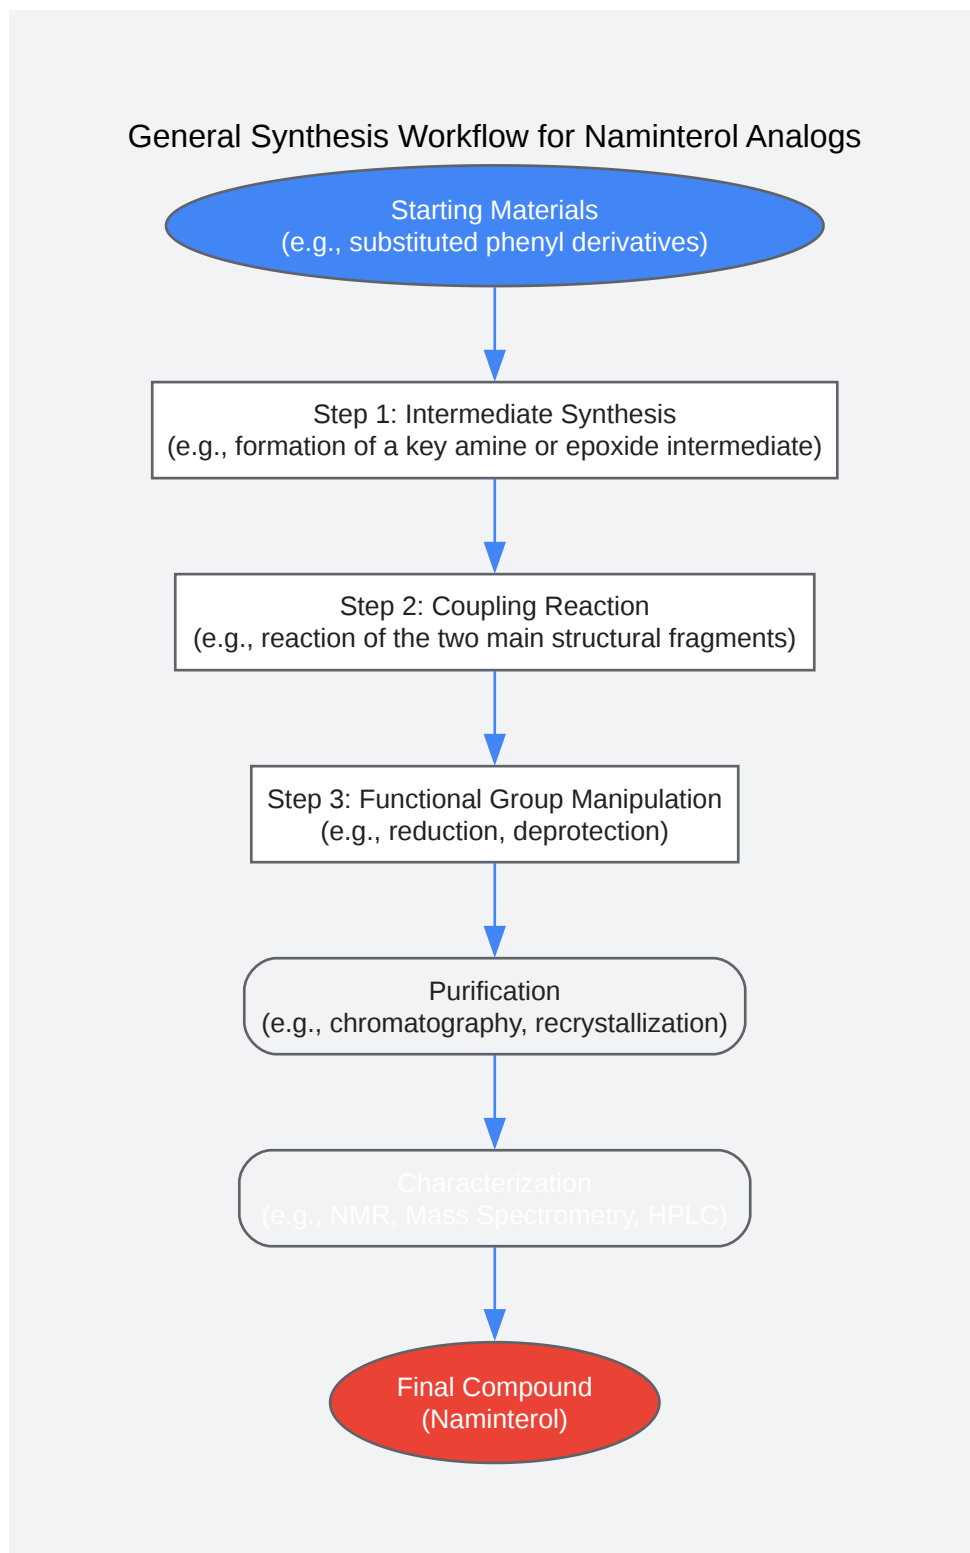 General Synthesis Workflow for Naminterol Analogs
Starting Materials
(e.g., substituted phenyl derivatives)
Step 1: Intermediate Synthesis
(e.g., formation of a key amine or epoxide intermediate)
Step 2: Coupling Reaction
(e.g., reaction of the two main structural fragments)
Step 3: Functional Group Manipulation
(e.g., reduction, deprotection)
Purification
(e.g., chromatography, recrystallization)
Characterization
(e.g., NMR, Mass Spectrometry, HPLC)
Final Compound
(Naminterol)